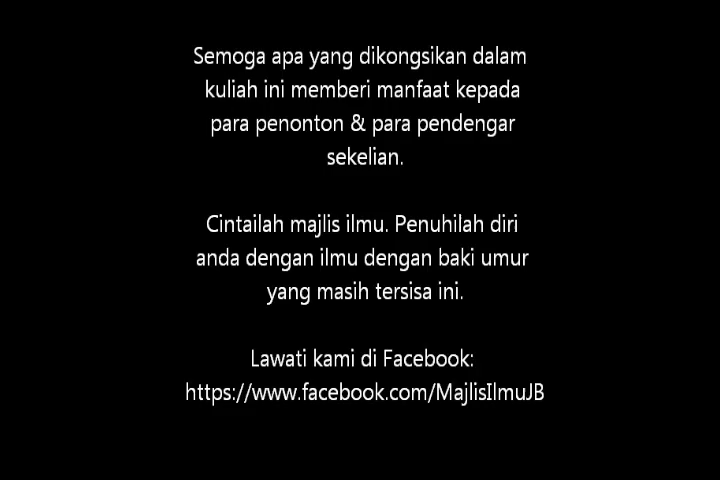 Semoga apa yang dikongsikan dalam
kuliah ini memberi manfaat kepada
para penonton & para pendengar
sekelian.
Cintailah majlis ilmu. Penuhilah diri
anda dengan ilmu dengan baki umur
yang masih tersisa ini.
Lawati kami di Facebook:
https://www.facebook.com/MajlisIlmuJB